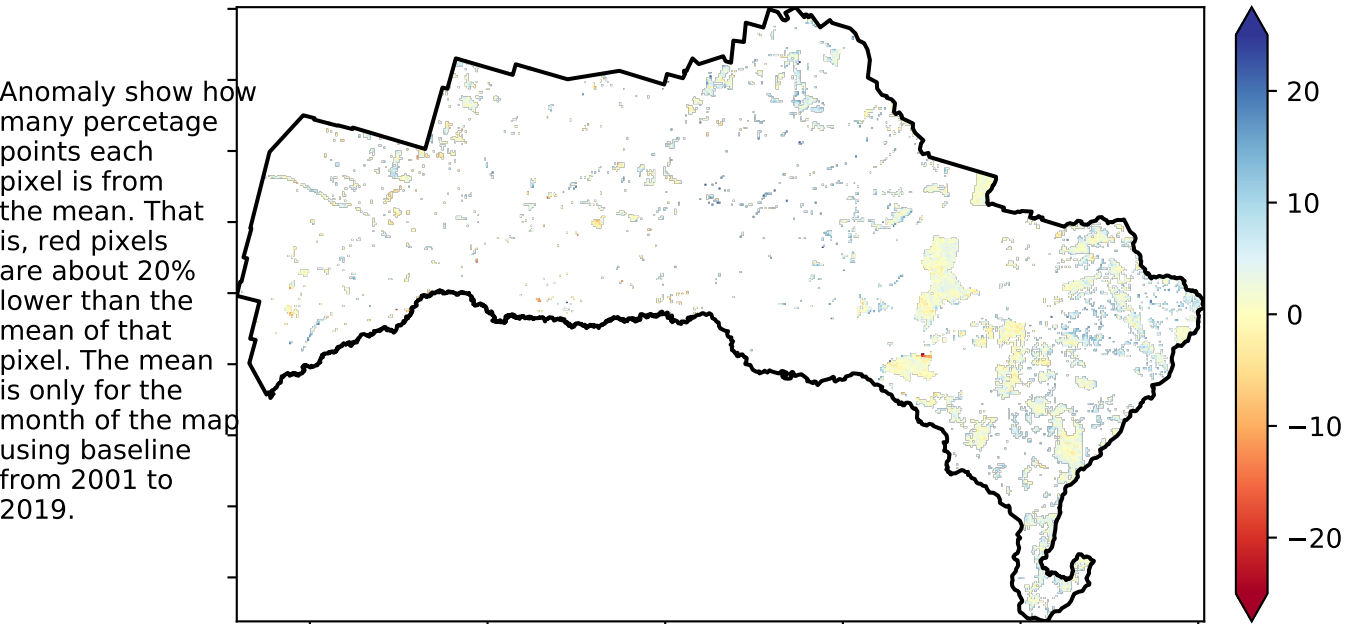 Anomaly show how
many percetage
points each
pixel is from
the mean. That
is, red pixels
are about 20%
lower than the
mean of that
pixel. The mean
is only for the
month of the map
using baseline
from 2001 to
2019.
20
10
0
−10
−20